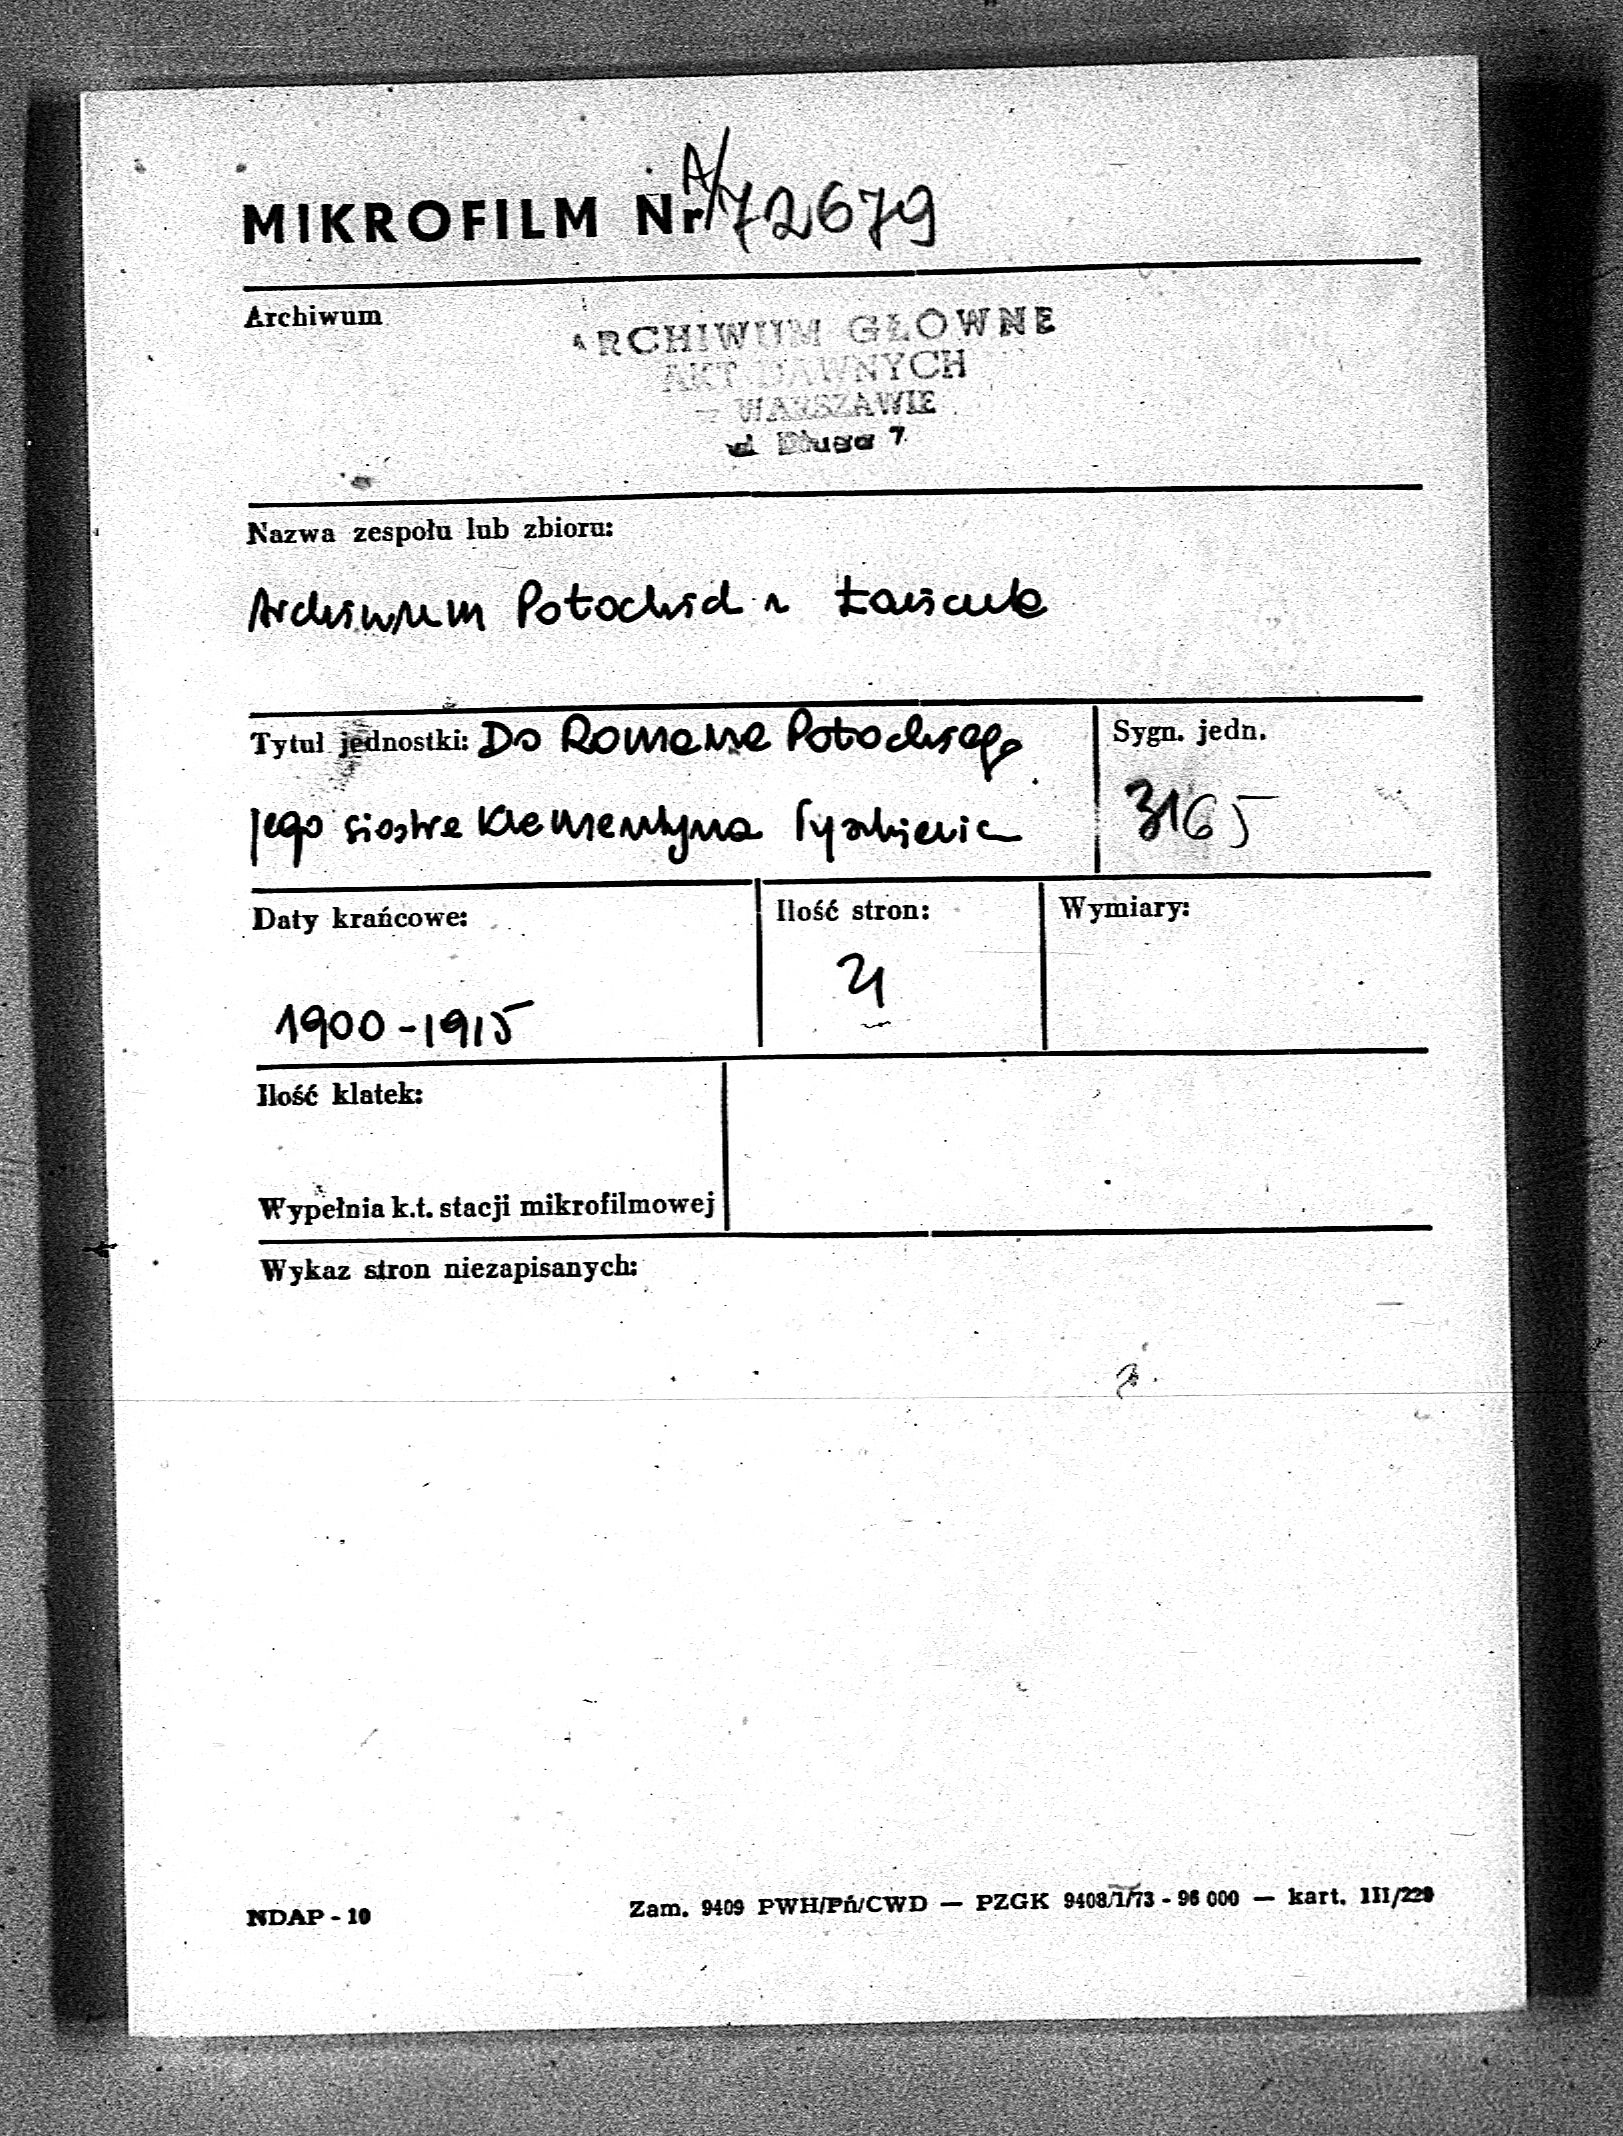 MIKROFILM Nr A/72679
Archiwum
ARCHIWUM GŁOWNE
AKT DAWNYCH
WARSZAWIE
ul Długa 7
Nazwa zespołu lub zbioru:
Archiwum Potockich z Łańcuta
Tytuł jednostki: Do Romana Potockiego
jego siostra Klementyna Tyszkiewicz
Sygn. jedn.
3165
Daty krańcowe:
1900-1915
Ilość stron:
21
Wymiary:
Ilość klatek:
Wypełnia k.t. stacji mikrofilmowej
Wykaz stron niezapisanych:
NDAP - 10
Zam. 9409 PWH/Pń/CWD — PZGK 9408/1/73 - 96 000 — kart. III/229